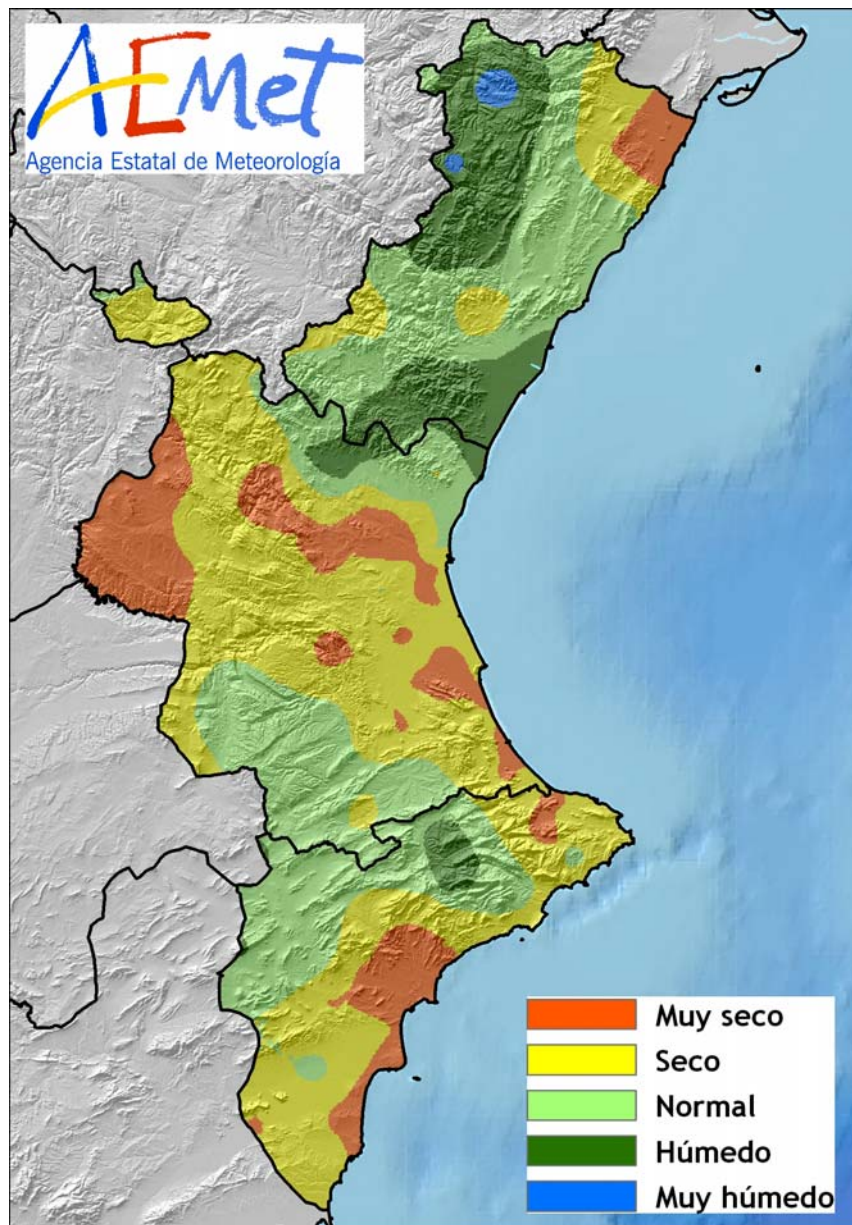 AEMet
Agencia Estatal de Meteorología
Muy seco
Seco
Normal
Húmedo
Muy húmedo